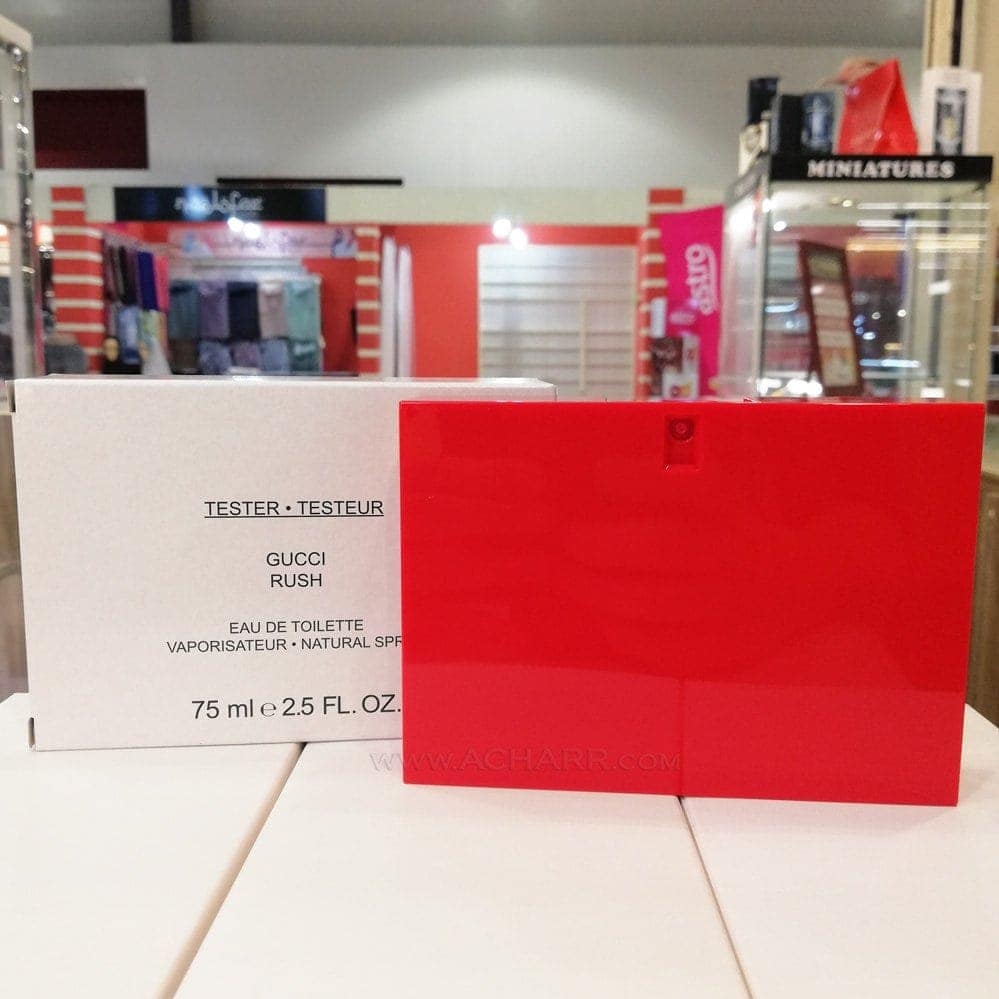 MINIATURES
astro
TESTER • TESTEUR
GUCCI
RUSH
EAU DE TOILETTE
VAPORISATEUR • NATURAL SPR
75 ml ℮ 2.5 FL. OZ.
www.ACHARR.com